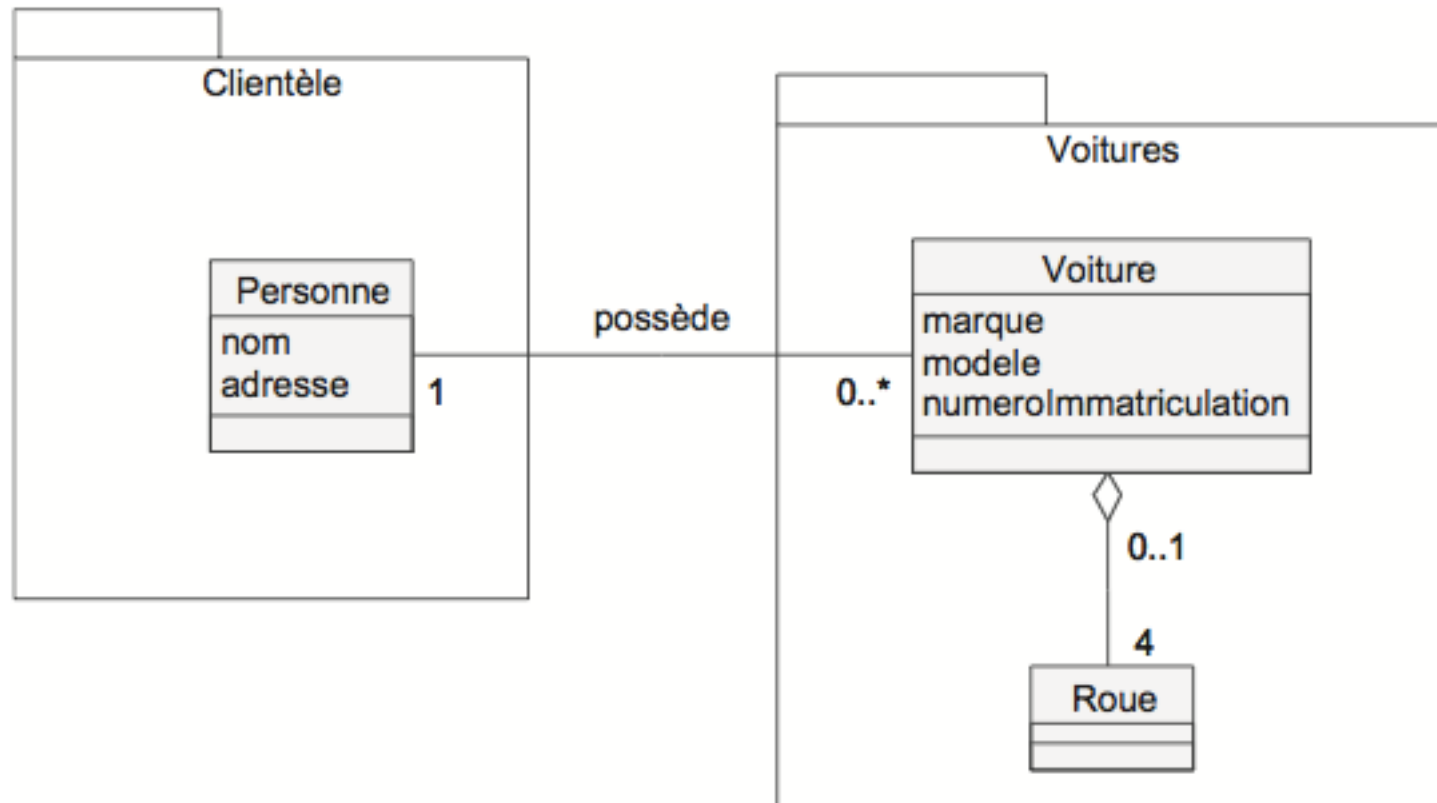 Clientèle
Voitures
Personne
nom
adresse
1
possède
0..*
Voiture
marque
modele
numeroImmatriculation
0..1
4
Roue